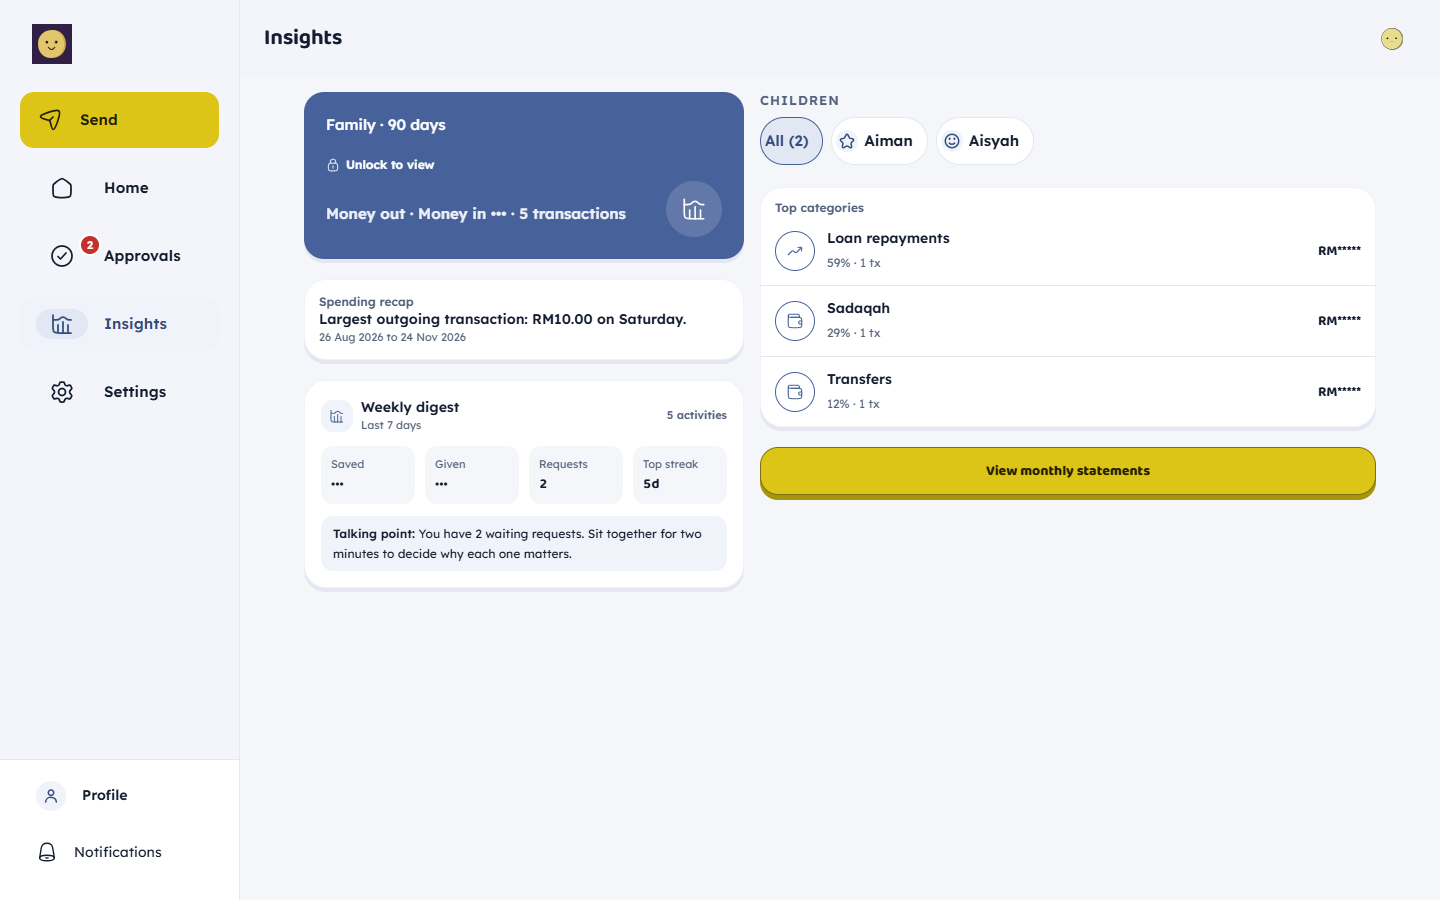 Insights
Send
Home
2
Approvals
Insights
Settings
Profile
Notifications
Family · 90 days
Unlock to view
Money out · Money in ••• · 5 transactions
Spending recap
Largest outgoing transaction: RM10.00 on Saturday.
26 Aug 2026 to 24 Nov 2026
Weekly digest
Last 7 days
5 activities
Saved
•••
Given
•••
Requests
2
Top streak
5d
Talking point: You have 2 waiting requests. Sit together for two
minutes to decide why each one matters.
CHILDREN
All (2)
Aiman
Aisyah
Top categories
Loan repayments
59% · 1 tx
RM*****
Sadaqah
29% · 1 tx
RM*****
Transfers
12% · 1 tx
RM*****
View monthly statements